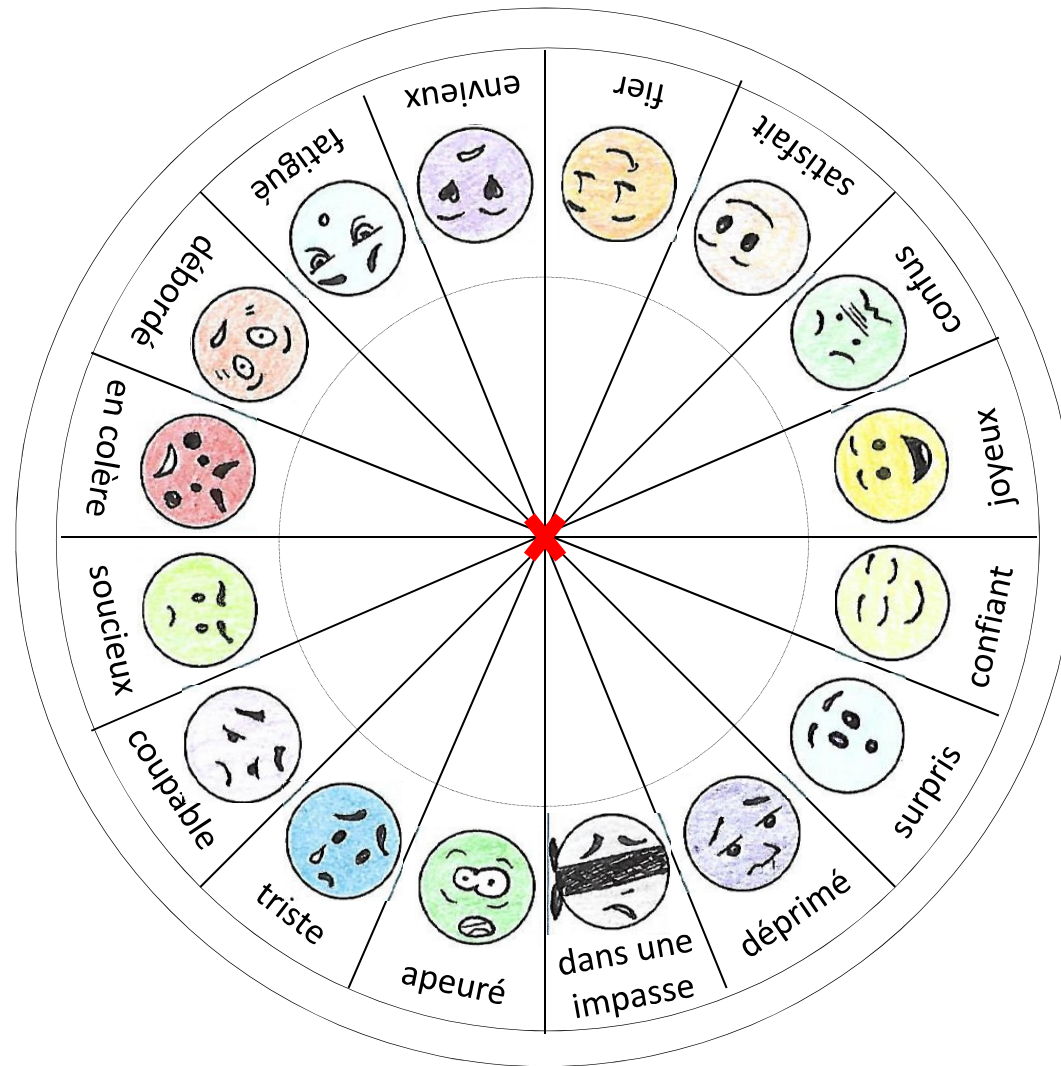 fier
satisfait
confus
joyeux
confiant
surpris
déprimé
dans une
impasse
apeuré
triste
coupable
soucieux
en colère
débordé
fatigué
envieux